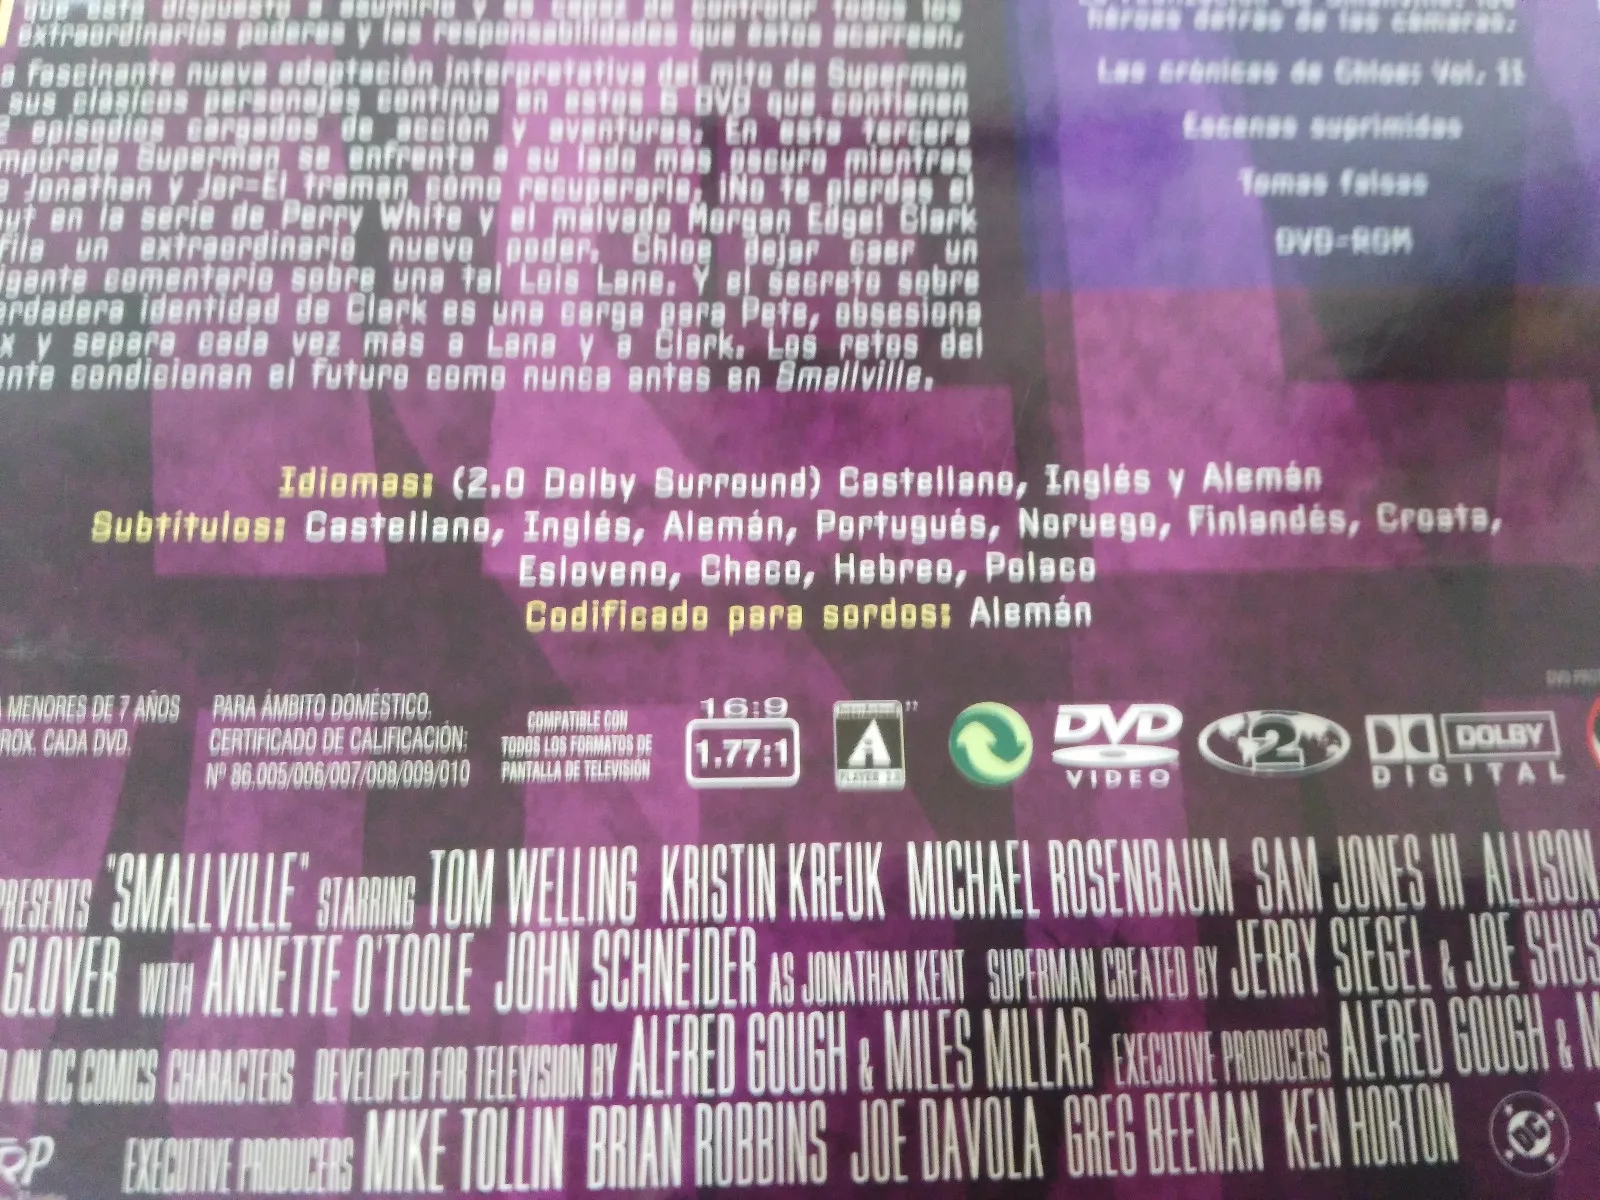 extraordinarios poderes y las responsabilidades que estos acarrean.
fascinante nueva adaptación interpretativa del mito de Superman
sus clásicos personajes continúa en estos 6 DVD que contienen
episodios cargados de acción y aventuras. En esta tercera
Superman se enfrenta a su lado más oscuro mientras
Jonathan y Jor-El traman cómo recuperarle. ¡No te pierdas el
en la serie de Perry White y el malvado Morgan Edge! Clark
un extraordinario nuevo poder. Chloe dejar caer un
comentario sobre una tal Lois Lane. Y el secreto sobre
identidad de Clark es una carga para Pete, obsesiona
y separa cada vez más a Lana y a Clark. Los retos del
condicionan el futuro como nunca antes en Smallville.
héroes detrás de las cámaras.
Las crónicas de Chloe: Vol. II
Escenas suprimidas
Tomas falsas
DVD-ROM
Idiomas: (2.0 Dolby Surround) Castellano, Inglés y Alemán
Subtítulos: Castellano, Inglés, Alemán, Portugués, Noruego, Finlandés, Croata,
Esloveno, Checo, Hebreo, Polaco
Codificado para sordos: Alemán
MENORES DE 7 AÑOS
CADA DVD.
PARA ÁMBITO DOMÉSTICO.
CERTIFICADO DE CALIFICACIÓN:
Nº 86.005/006/007/008/009/010
COMPATIBLE CON
TODOS LOS FORMATOS DE
PANTALLA DE TELEVISIÓN
16:9
1.77:1
DVD
VIDEO
2
DOLBY
DIGITAL
"SMALLVILLE" STARRING TOM WELLING KRISTIN KREUK MICHAEL ROSENBAUM SAM JONES III ALLISON
GLOVER WITH ANNETTE O'TOOLE JOHN SCHNEIDER AS JONATHAN KENT SUPERMAN CREATED BY JERRY SIEGEL & JOE
ON DC COMICS CHARACTERS DEVELOPED FOR TELEVISION BY ALFRED GOUGH & MILES MILLAR EXECUTIVE PRODUCERS ALFRED GOUGH &
EXECUTIVE PRODUCERS MIKE TOLLIN BRIAN ROBBINS JOE DAVOLA GREG BEEMAN KEN HORTON
DC